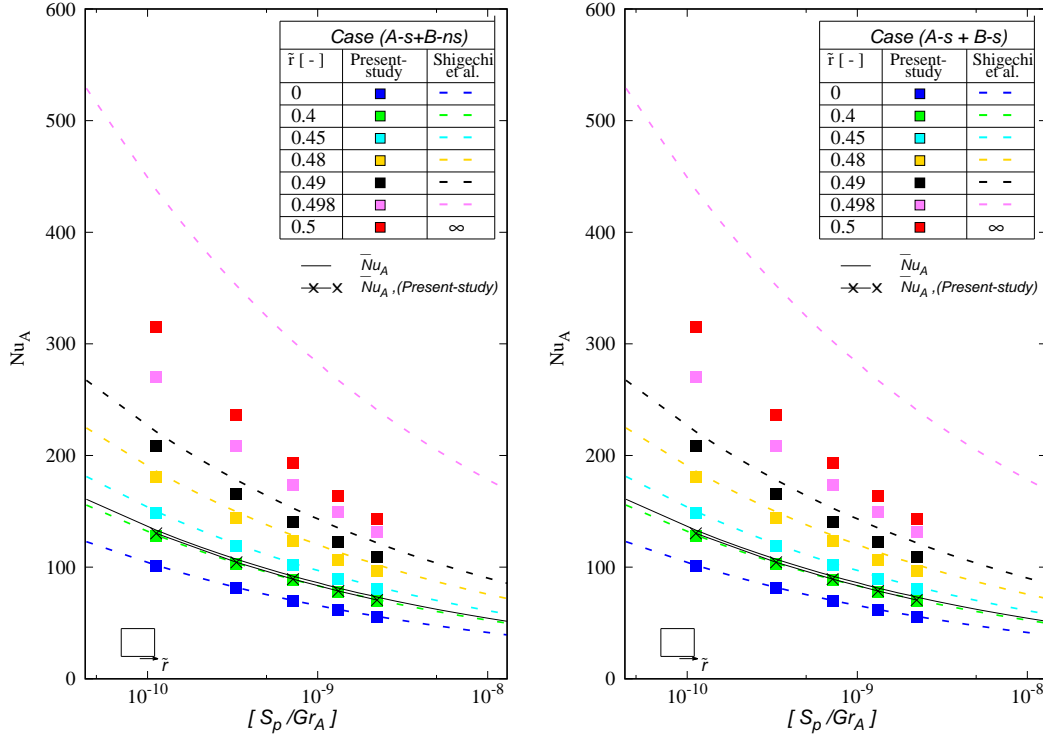 600
500
400
300
200
100
0
Nu_A
Case (A-s+B-ns)
r̃ [ - ] Present-study Shigechi et al.
0
0.4
0.45
0.48
0.49
0.498
0.5 ∞
N̅u_A
N̅u_A ,(Present-study)
r̃
10^-10 10^-9 10^-8
[ S_p /Gr_A ]
600
500
400
300
200
100
0
Nu_A
Case (A-s + B-s)
r̃ [ - ] Present-study Shigechi et al.
0
0.4
0.45
0.48
0.49
0.498
0.5 ∞
N̅u_A
N̅u_A ,(Present-study)
r̃
10^-10 10^-9 10^-8
[ S_p /Gr_A ]